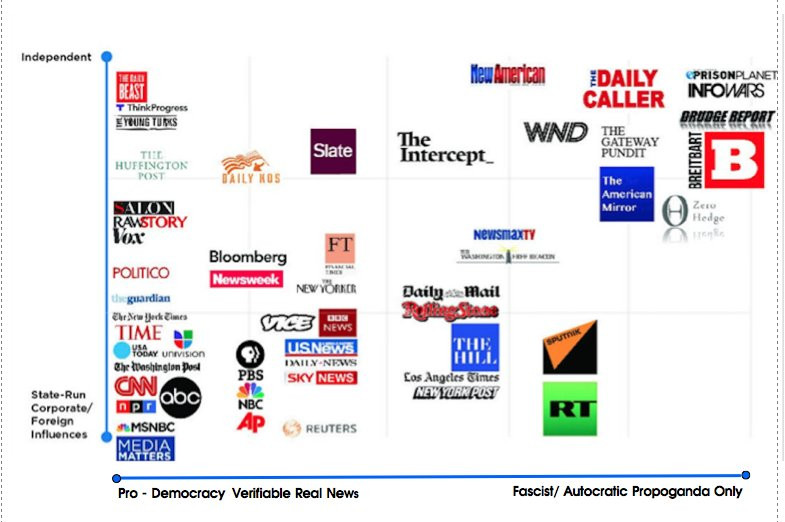 Independent
THE DAILY
BEAST
T ThinkProgress
THE YOUNG TURKS
THE
HUFFINGTON
POST
DAILY KOS
Slate
The
Intercept_
NewAmerican
THE DAILY
CALLER
PRISONPLANET
INFOWARS
DRUDGE REPORT
WND
THE
GATEWAY
PUNDIT
BREITBART
B
The
American
Mirror
Zero
Hedge
SALON
RAWSTORY
Vox
POLITICO
theguardian
Bloomberg
Newsweek
FT
FINANCIAL
TIMES
THE
NEW YORKER
NewsmaxTV
THE
WASHINGTON FREE BEACON
Daily Mail
RollingStone
The New York Times
TIME
USA
TODAY
UNIVISION
The Washington Post
CNN
abc
npr
MSNBC
MEDIA
MATTERS
VICE
BBC
NEWS
PBS
NBC
AP
U.S.News
DAILY NEWS
SKY NEWS
REUTERS
THE
HILL
Los Angeles Times
NEW YORK POST
SPUTNIK
RT
State-Run
Corporate/
Foreign
Influences
Pro - Democracy Verifiable Real News
Fascist/ Autocratic Propoganda Only